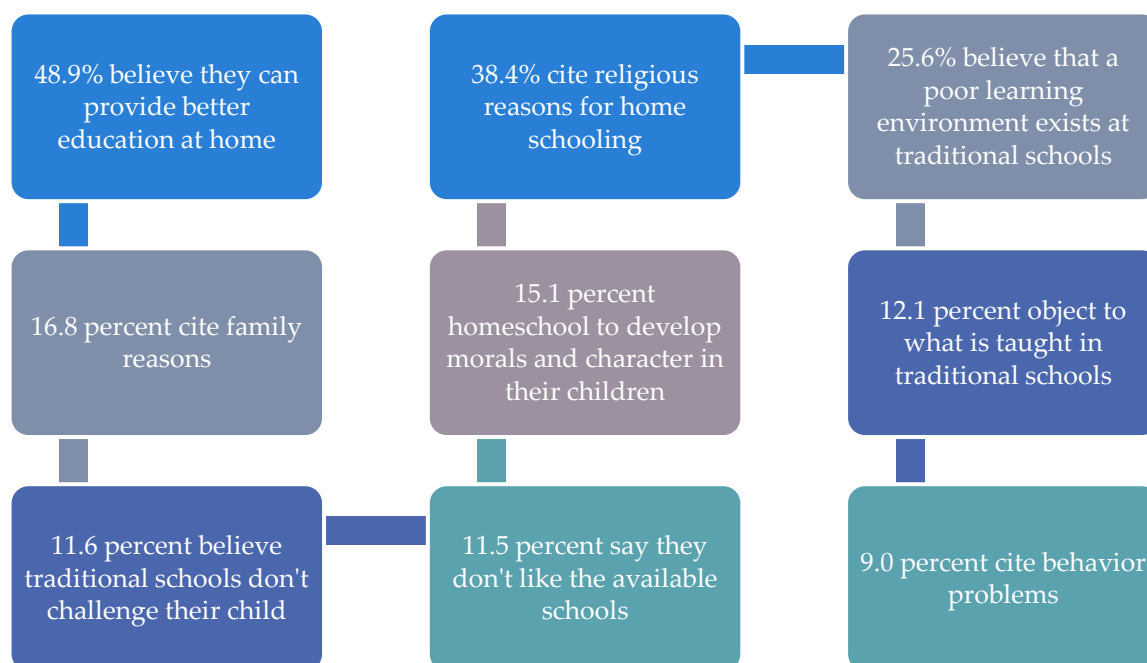 48.9% believe they can
provide better
education at home
16.8 percent cite family
reasons
11.6 percent believe
traditional schools don't
challenge their child
11.5 percent say they
don't like the available
schools
15.1 percent
homeschool to develop
morals and character in
their children
38.4% cite religious
reasons for home
schooling
25.6% believe that a
poor learning
environment exists at
traditional schools
12.1 percent object to
what is taught in
traditional schools
9.0 percent cite behavior
problems